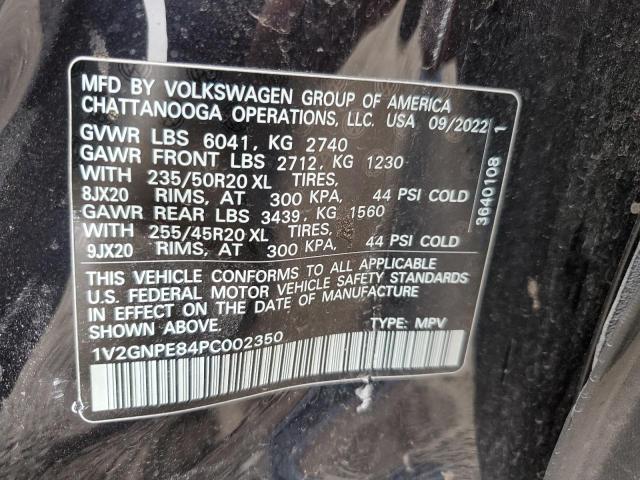 MFD BY VOLKSWAGEN GROUP OF AMERICA
CHATTANOOGA OPERATIONS, LLC. USA 09/2022
GVWR LBS 6041, KG 2740
GAWR FRONT LBS 2712, KG 1230
WITH 235/50R20 XL TIRES,
8JX20 RIMS, AT 300 KPA, 44 PSI COLD
GAWR REAR LBS 3439, KG 1560
WITH 255/45R20 XL TIRES,
9JX20 RIMS, AT 300 KPA, 44 PSI COLD
THIS VEHICLE CONFORMS TO ALL APPLICABLE
U.S. FEDERAL MOTOR VEHICLE SAFETY STANDARDS
IN EFFECT ON THE DATE OF MANUFACTURE
SHOWN ABOVE. TYPE: MPV
1V2GNPE84PC002350
3640108 1